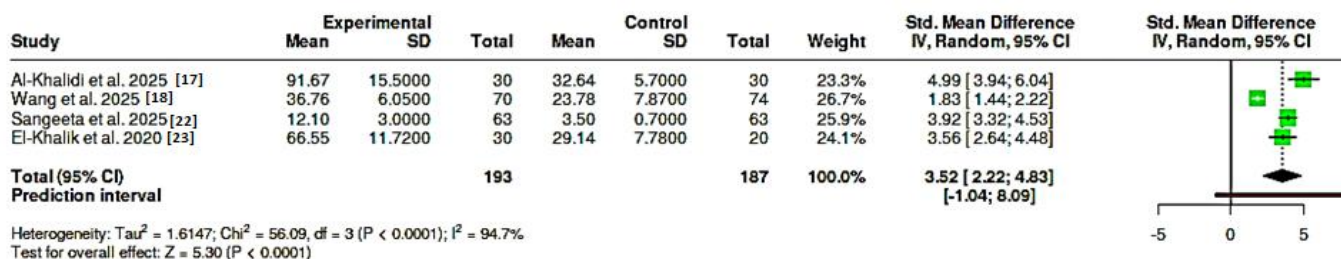 Experimental Control Std. Mean Difference Std. Mean Difference
Study Mean SD Total Mean SD Total Weight IV, Random, 95% CI IV, Random, 95% CI
Al-Khalidi et al. 2025 [17] 91.67 15.5000 30 32.64 5.7000 30 23.3% 4.99 [ 3.94; 6.04]
Wang et al. 2025 [18] 36.76 6.0500 70 23.78 7.8700 74 26.7% 1.83 [ 1.44; 2.22]
Sangeeta et al. 2025 [22] 12.10 3.0000 63 3.50 0.7000 63 25.9% 3.92 [ 3.32; 4.53]
El-Khalik et al. 2020 [23] 66.55 11.7200 30 29.14 7.7800 20 24.1% 3.56 [ 2.64; 4.48]
Total (95% CI) 193 187 100.0% 3.52 [ 2.22; 4.83]
Prediction interval [-1.04; 8.09]
Heterogeneity: Tau² = 1.6147; Chi² = 56.09, df = 3 (P < 0.0001); I² = 94.7%
Test for overall effect: Z = 5.30 (P < 0.0001)
-5 0 5